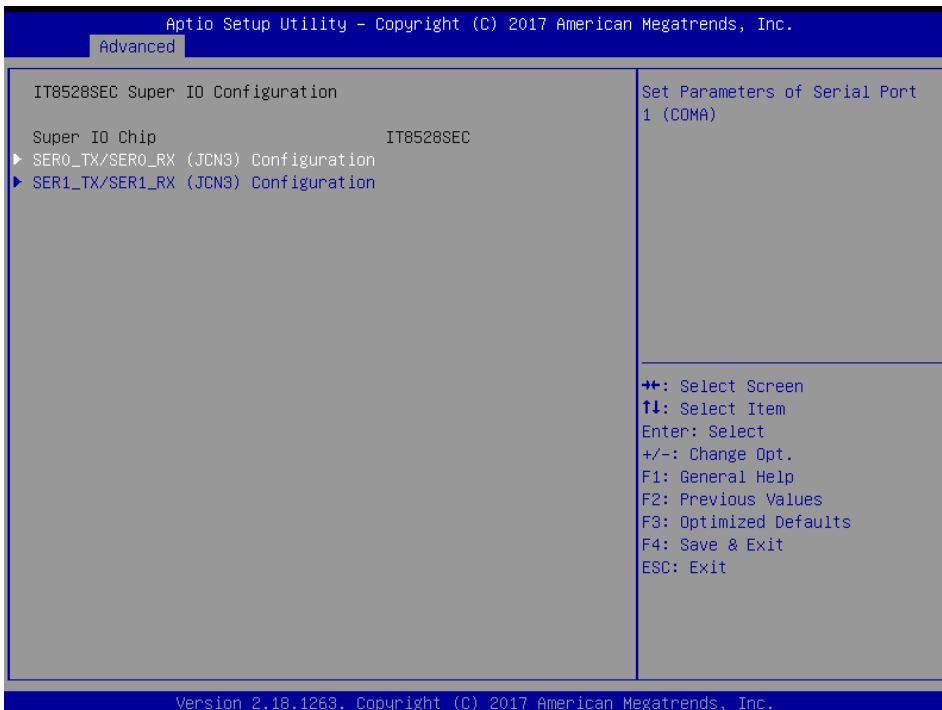 Aptio Setup Utility – Copyright (C) 2017 American Megatrends, Inc.
Advanced
IT8528SEC Super IO Configuration
Super IO Chip IT8528SEC
SER0_TX/SER0_RX (JCN3) Configuration
SER1_TX/SER1_RX (JCN3) Configuration
Set Parameters of Serial Port
1 (COMA)
→←: Select Screen
↑↓: Select Item
Enter: Select
+/-: Change Opt.
F1: General Help
F2: Previous Values
F3: Optimized Defaults
F4: Save & Exit
ESC: Exit
Version 2.18.1263. Copyright (C) 2017 American Megatrends, Inc.